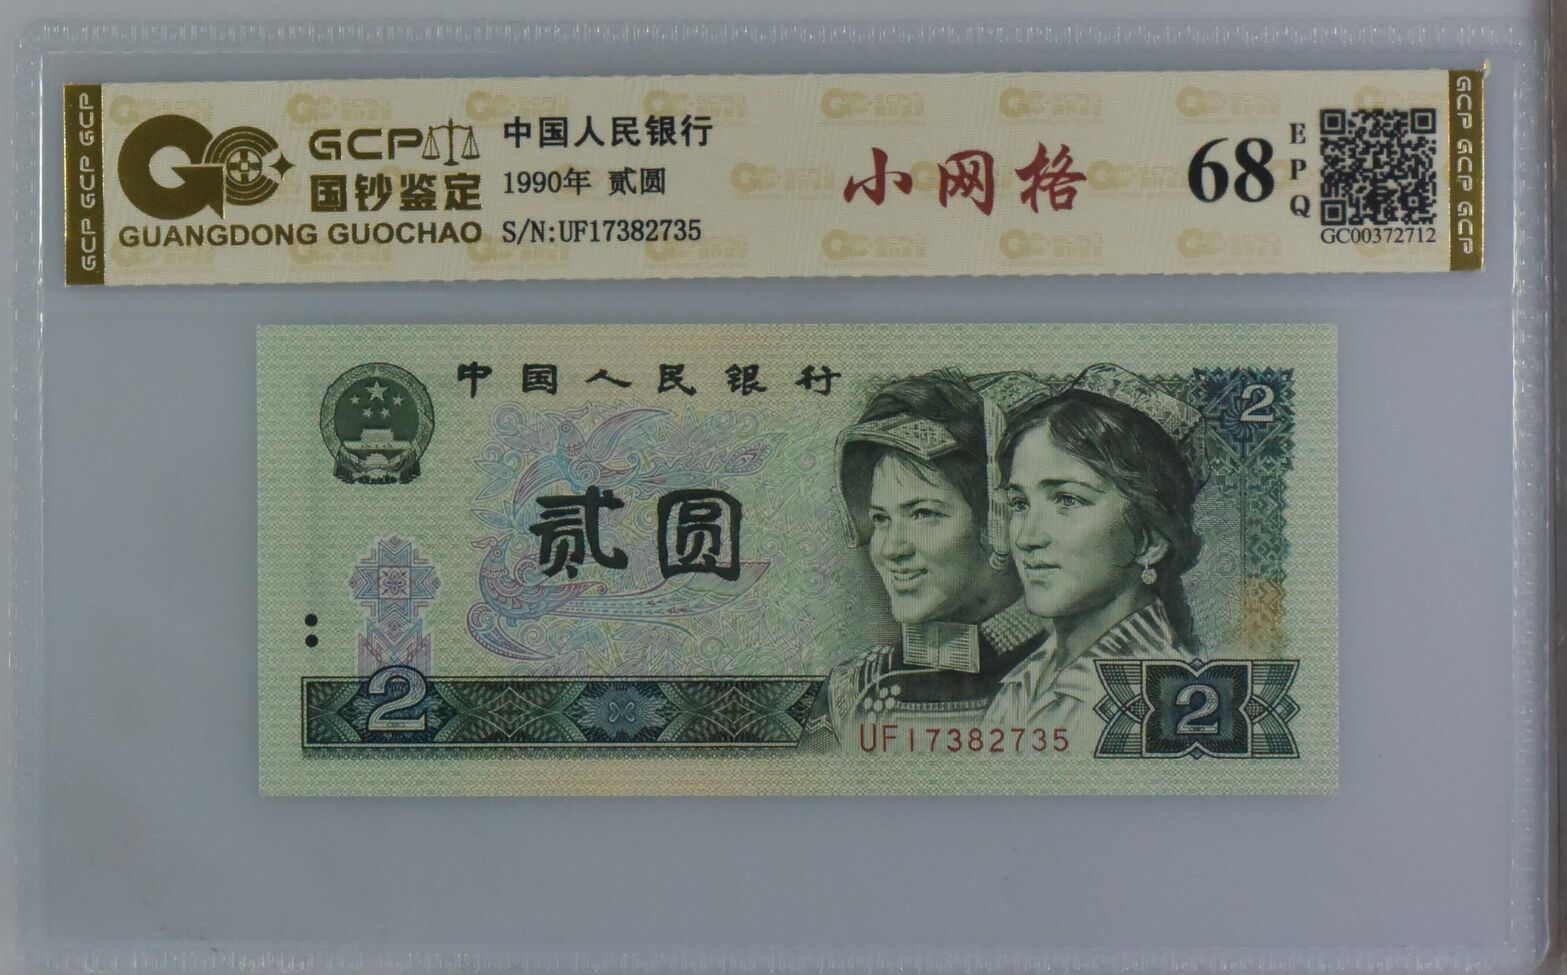 GCP GCP GCP
GCP
国钞鉴定
GUANGDONG GUOCHAO
中国人民银行
1990年 贰圆
S/N:UF17382735
小网格
68
EPQ
GC00372712
GCP GCP GCP
中国人民银行
2
贰圆
2
UF17382735
2